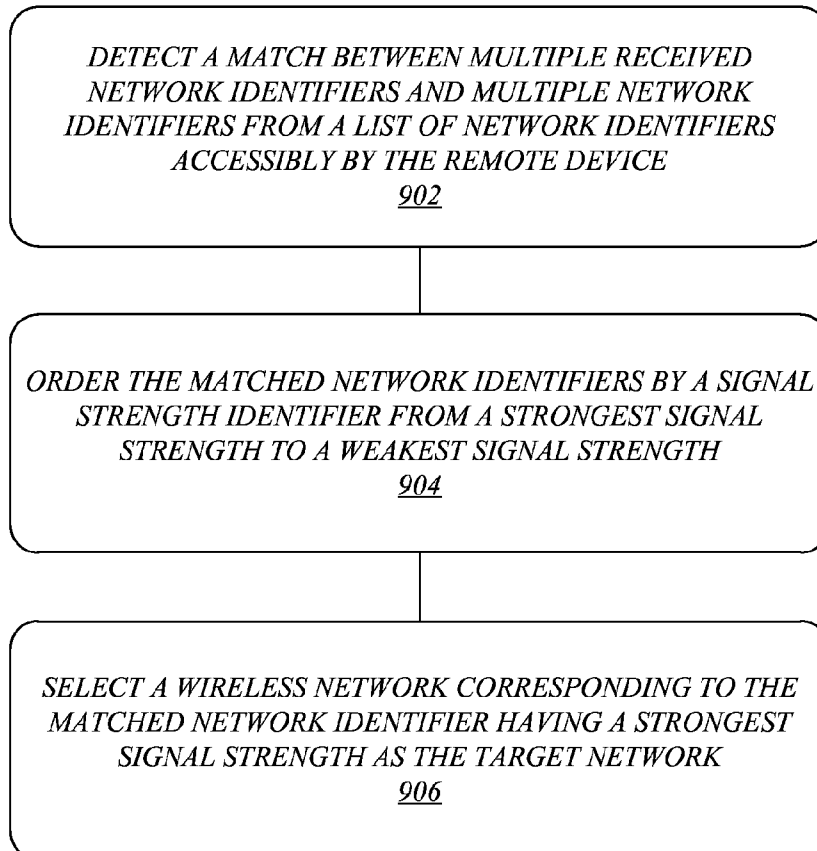 DETECT A MATCH BETWEEN MULTIPLE RECEIVED
NETWORK IDENTIFIERS AND MULTIPLE NETWORK
IDENTIFIERS FROM A LIST OF NETWORK IDENTIFIERS
ACCESSIBLY BY THE REMOTE DEVICE
902
ORDER THE MATCHED NETWORK IDENTIFIERS BY A SIGNAL
STRENGTH IDENTIFIER FROM A STRONGEST SIGNAL
STRENGTH TO A WEAKEST SIGNAL STRENGTH
904
SELECT A WIRELESS NETWORK CORRESPONDING TO THE
MATCHED NETWORK IDENTIFIER HAVING A STRONGEST
SIGNAL STRENGTH AS THE TARGET NETWORK
906